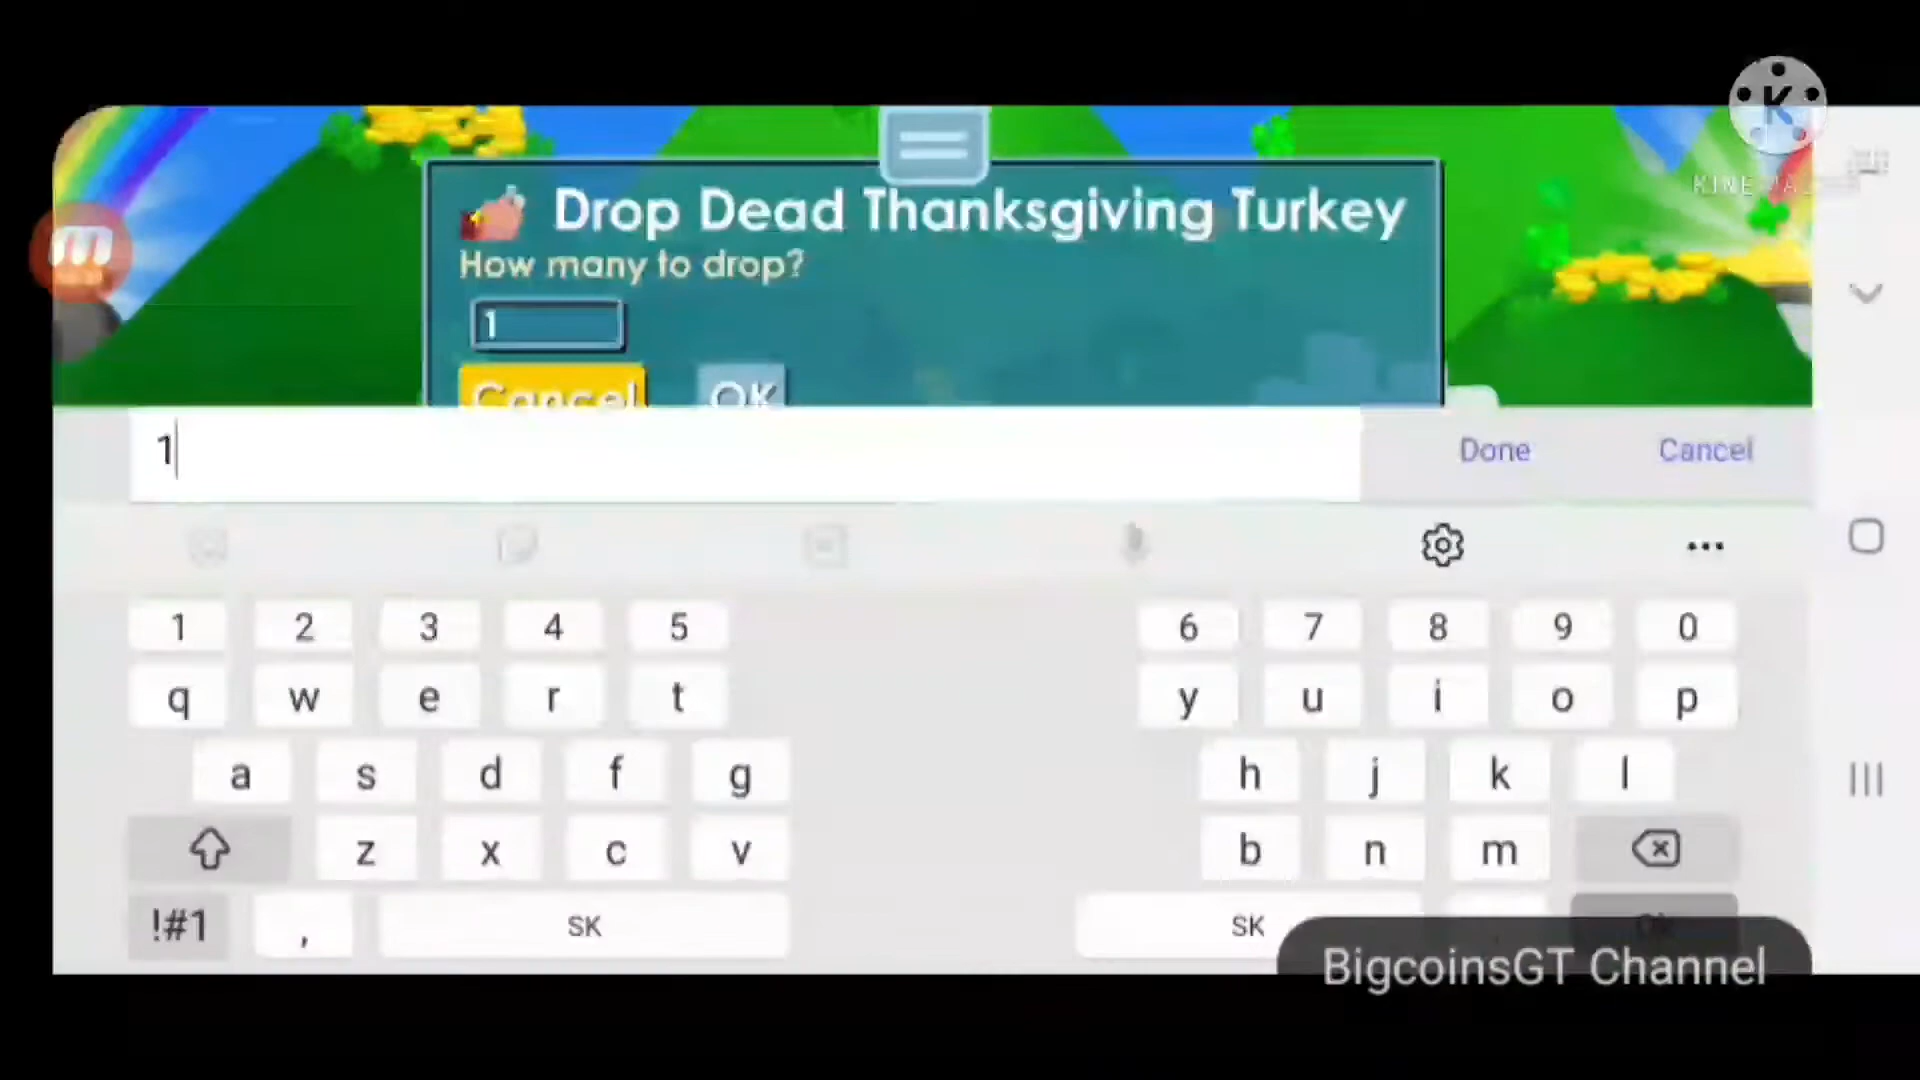 Drop Dead Thanksgiving Turkey
How many to drop?
1
Cancel OK
1 Done Cancel
1 2 3 4 5 6 7 8 9 0
q w e r t y u i o p
a s d f g h j k l
z x c v b n m
!#1 , SK SK
BigcoinsGT Channel
K